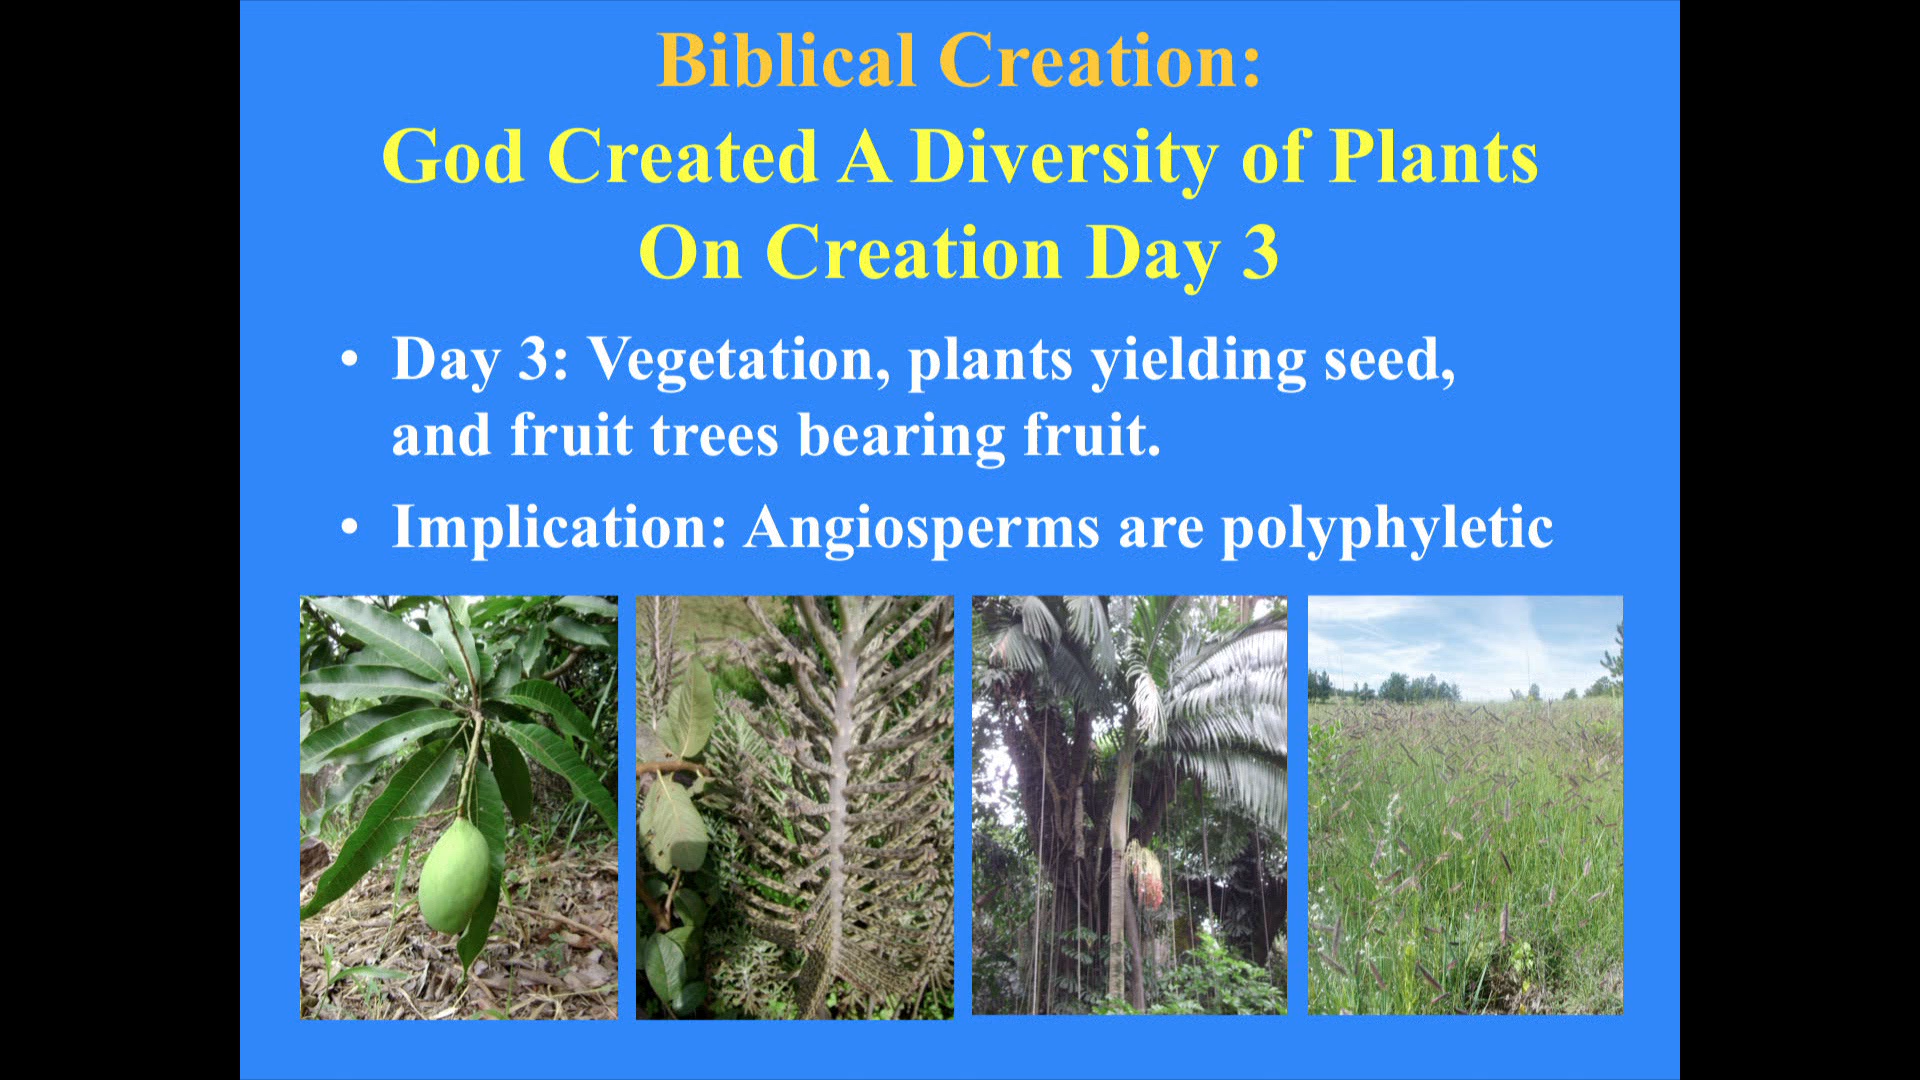 Biblical Creation:
God Created A Diversity of Plants
On Creation Day 3
• Day 3: Vegetation, plants yielding seed,
and fruit trees bearing fruit.
• Implication: Angiosperms are polyphyletic